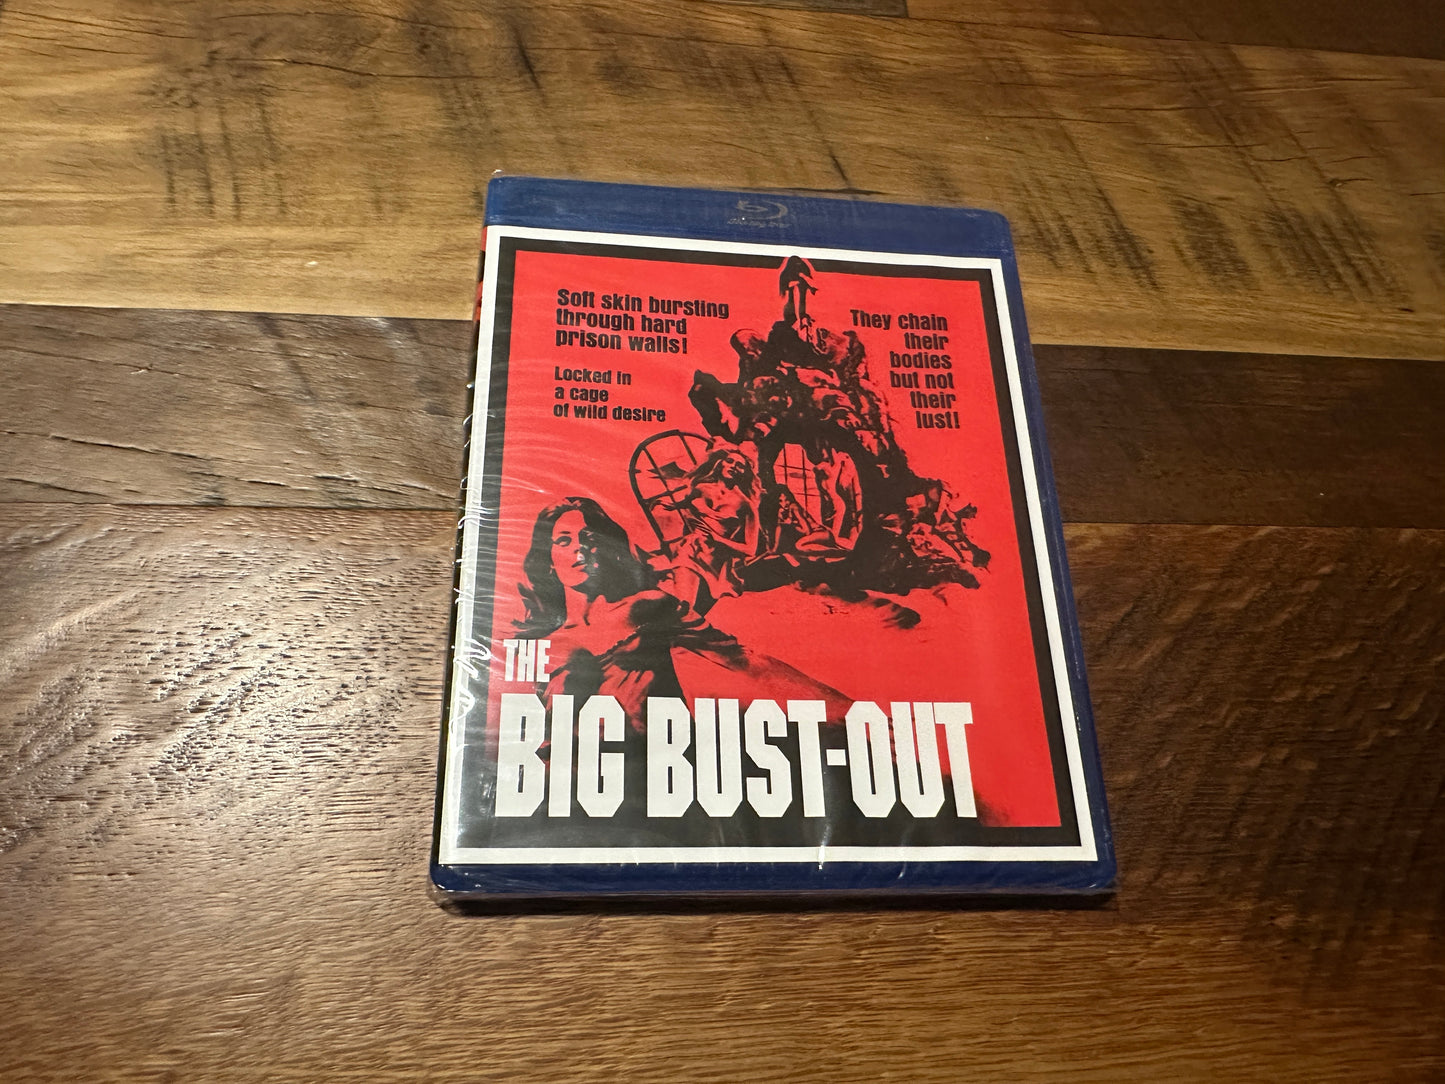 Soft skin bursting
through hard
prison walls!
Locked in
a cage
of wild desire
They chain
their
bodies
but not
their
lust!
THE
BIG BUST-OUT